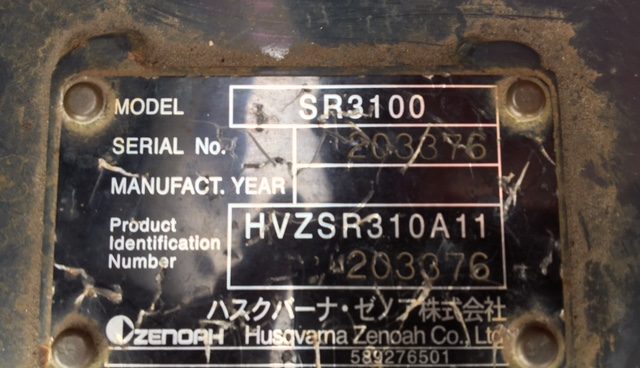 MODEL SR3100
SERIAL No. 203376
MANUFACT. YEAR
Product Identification Number HVZSR310A11
203376
ハスクバーナ・ゼノア株式会社
ZENOAH Husqvarna Zenoah Co., Ltd
589276501